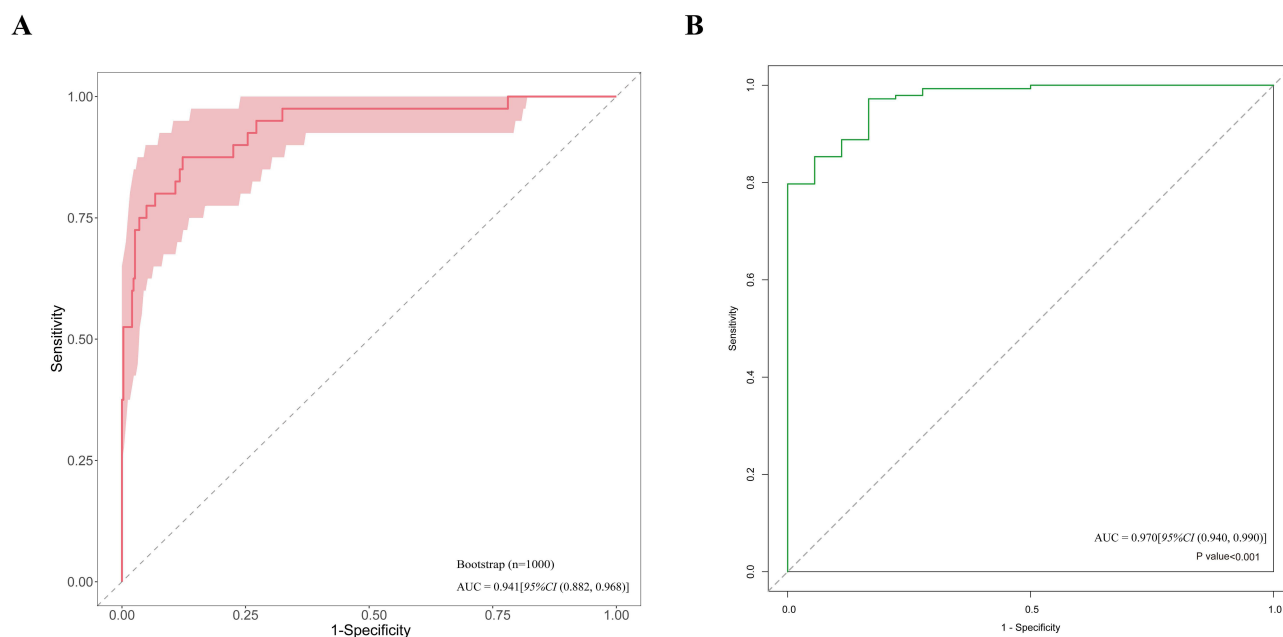 A
1.00
0.75
0.50
0.25
0.00
Sensitivity
0.00 0.25 0.50 0.75 1.00
1-Specificity
Bootstrap (n=1000)
AUC = 0.941[95%CI (0.882, 0.968)]
B
1.0
0.8
0.6
0.4
0.2
0.0
Sensitivity
0.0 0.5 1.0
1 - Specificity
AUC = 0.970[95%CI (0.940, 0.990)]
P value<0.001